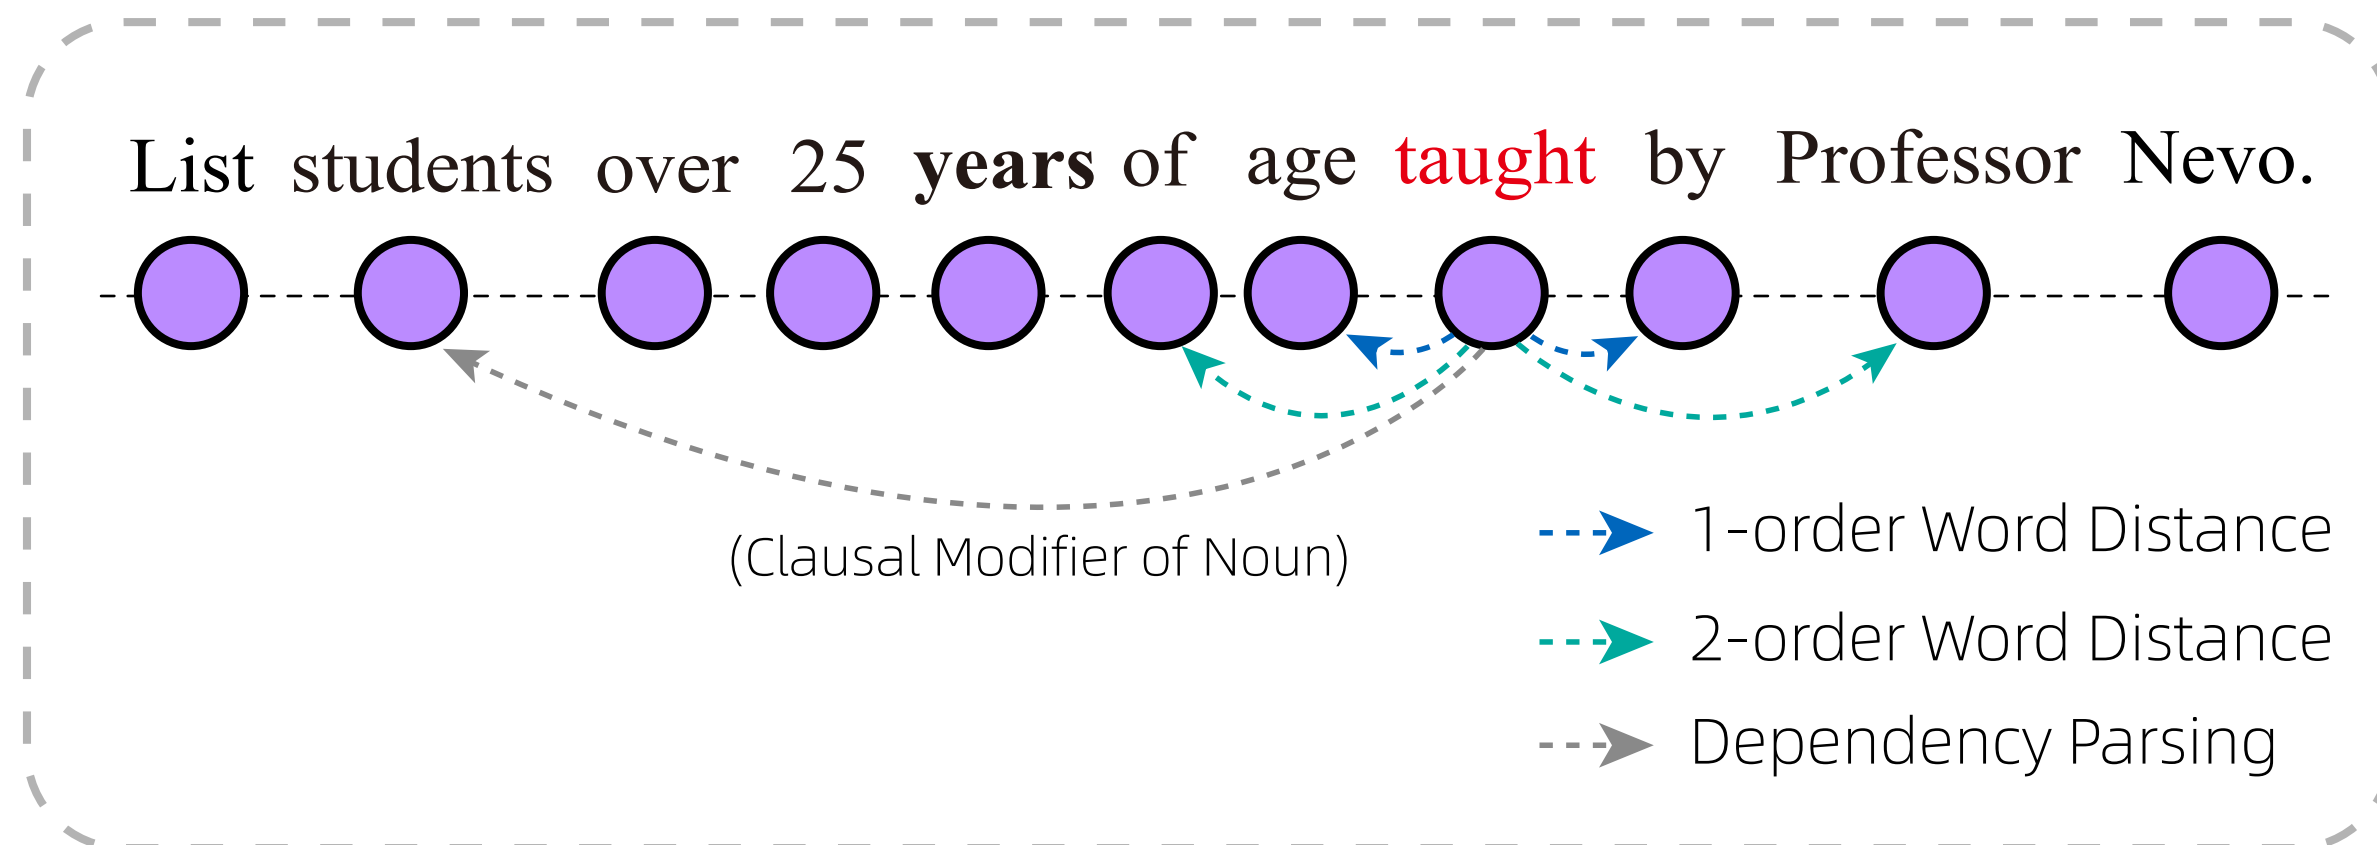 List students over 25 years of age taught by Professor Nevo.
(Clausal Modifier of Noun)
1-order Word Distance
2-order Word Distance
Dependency Parsing